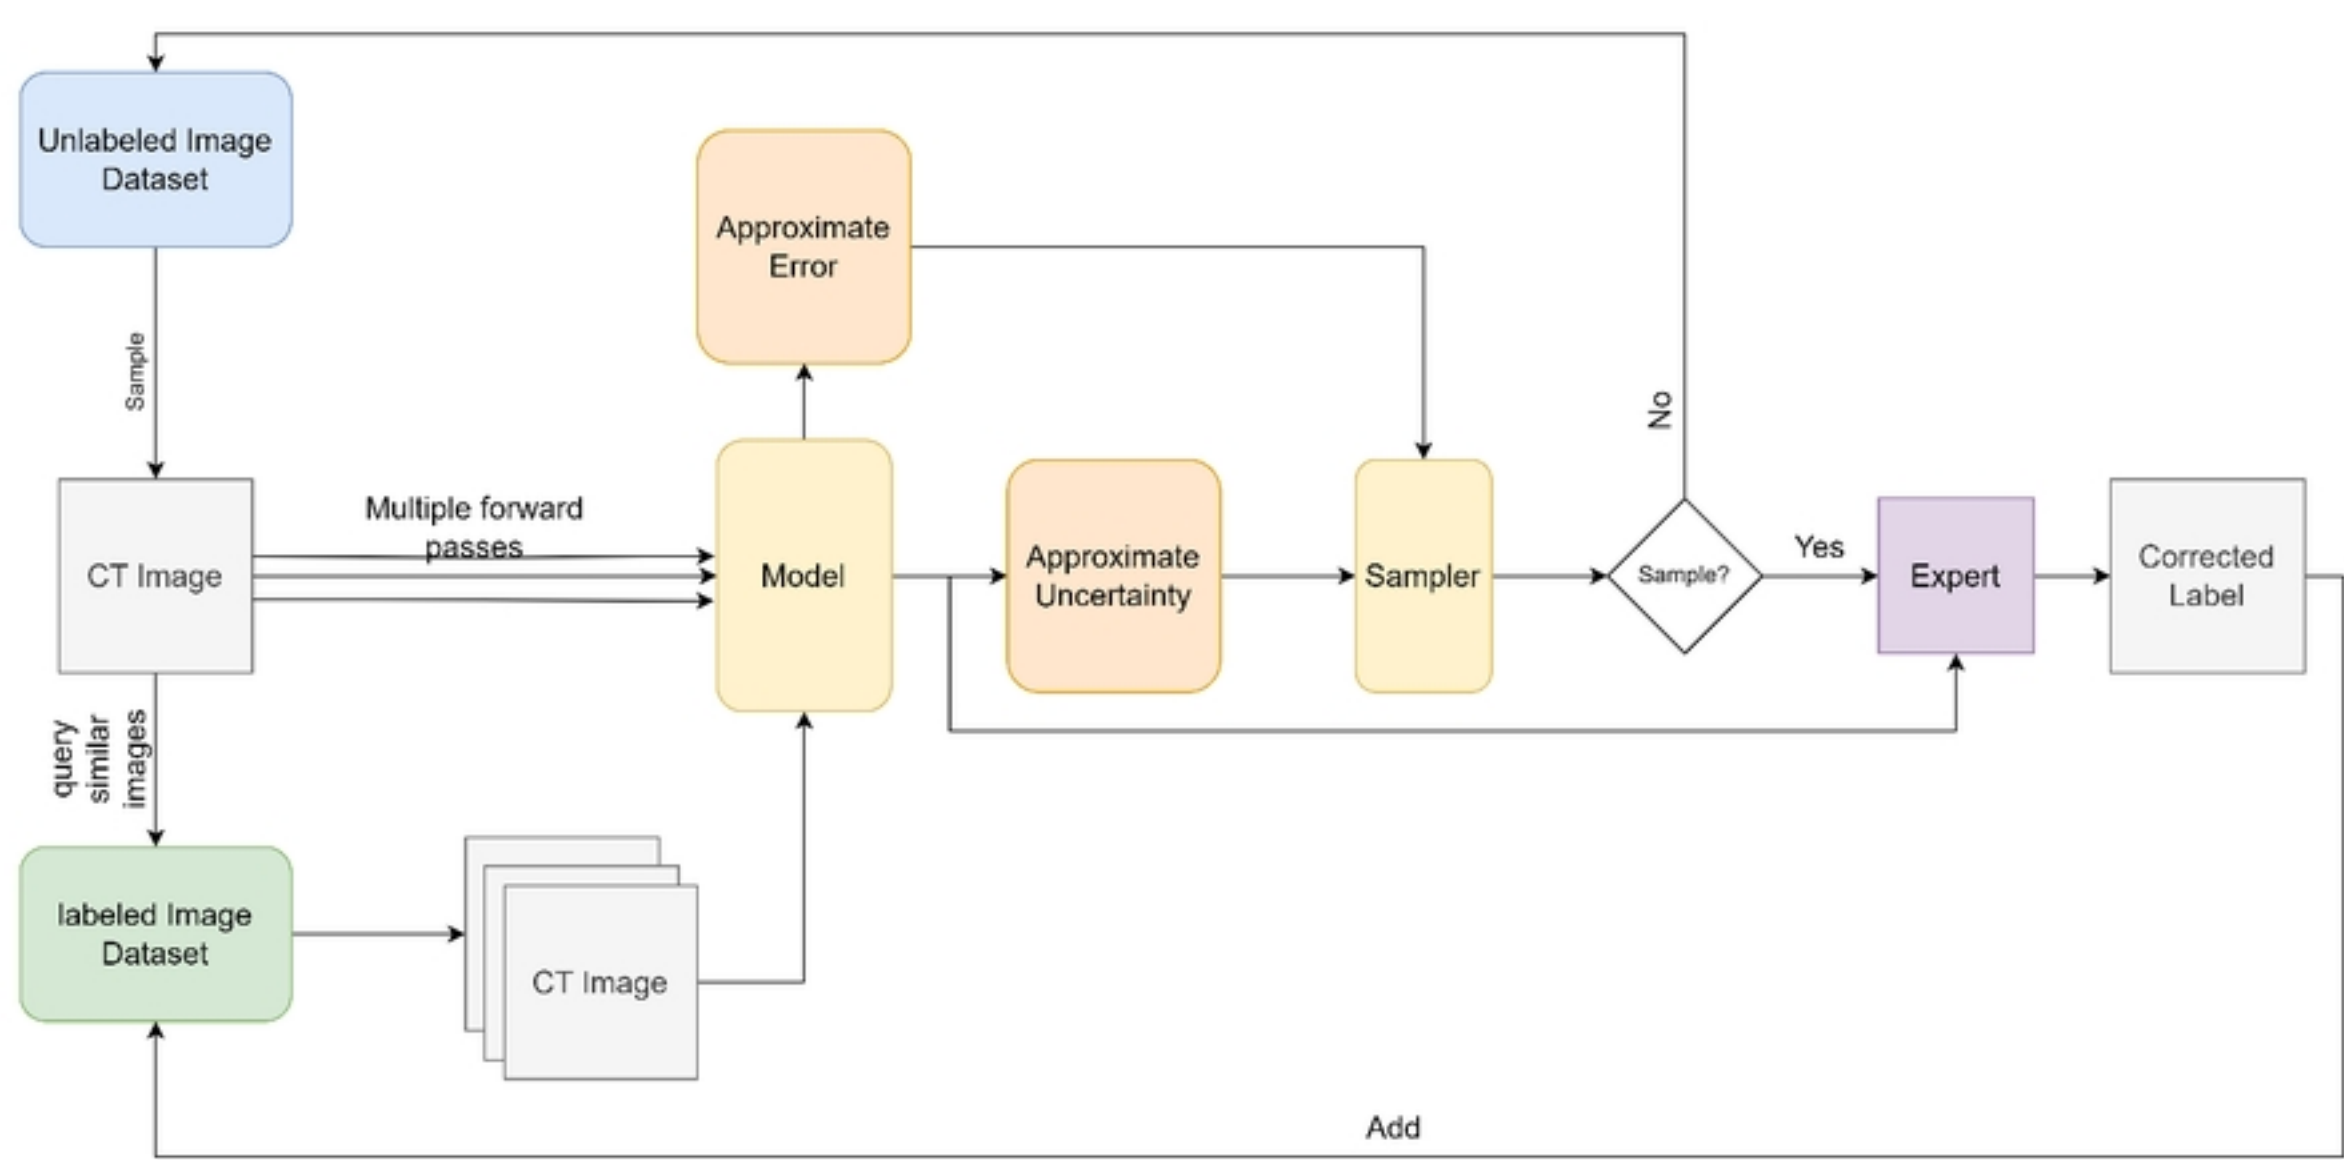 Unlabeled Image
Dataset
Approximate
Error
Sample
No
Multiple forward
passes
CT Image
Model
Approximate
Uncertainty
Sampler
Sample?
Yes
Expert
Corrected
Label
query
similar
images
labeled Image
Dataset
CT Image
Add